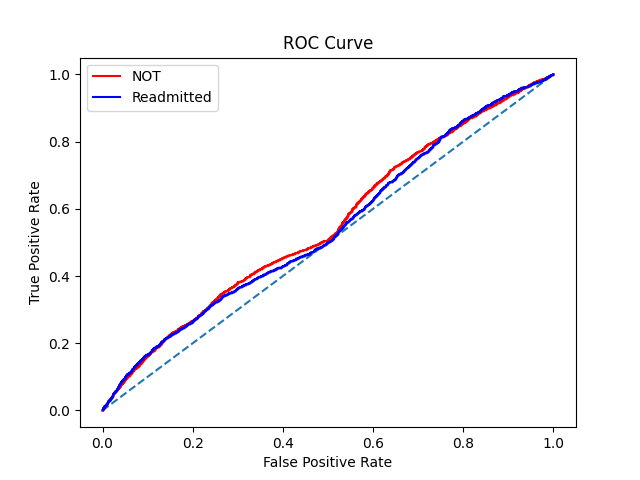 ROC Curve
NOT
Readmitted
True Positive Rate
1.0
0.8
0.6
0.4
0.2
0.0
0.0 0.2 0.4 0.6 0.8 1.0
False Positive Rate